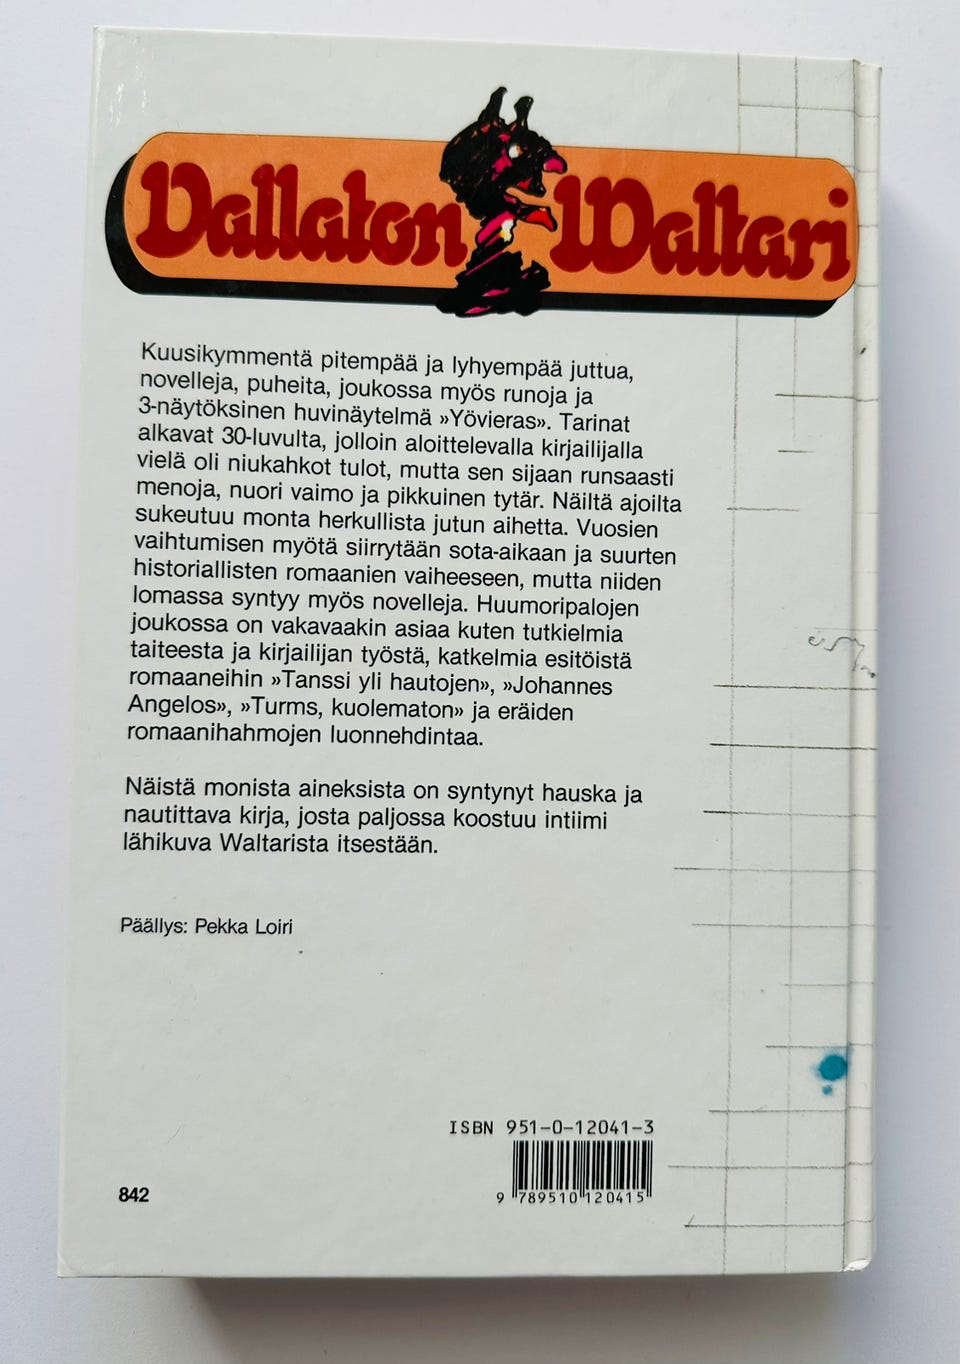 Vallaton Waltari
Kuusikymmentä pitempää ja lyhyempää juttua,
novelleja, puheita, joukossa myös runoja ja
3-näytöksinen huvinäytelmä »Yövieras». Tarinat
alkavat 30-luvulta, jolloin aloittelevalla kirjailijalla
vielä oli niukahkot tulot, mutta sen sijaan runsaasti
menoja, nuori vaimo ja pikkuinen tytär. Näiltä ajoilta
sukeutuu monta herkullista jutun aihetta. Vuosien
vaihtumisen myötä siirrytään sota-aikaan ja suurten
historiallisten romaanien vaiheeseen, mutta niiden
lomassa syntyy myös novelleja. Huumoripalojen
joukossa on vakavaakin asiaa kuten tutkielmia
taiteesta ja kirjailijan työstä, katkelmia esitöistä
romaaneihin »Tanssi yli hautojen», »Johannes
Angelos», »Turms, kuolematon» ja eräiden
romaanihahmojen luonnehdintaa.
Näistä monista aineksista on syntynyt hauska ja
nautittava kirja, josta paljossa koostuu intiimi
lähikuva Waltarista itsestään.
Päällys: Pekka Loiri
ISBN 951-0-12041-3
9 789510 120415
842